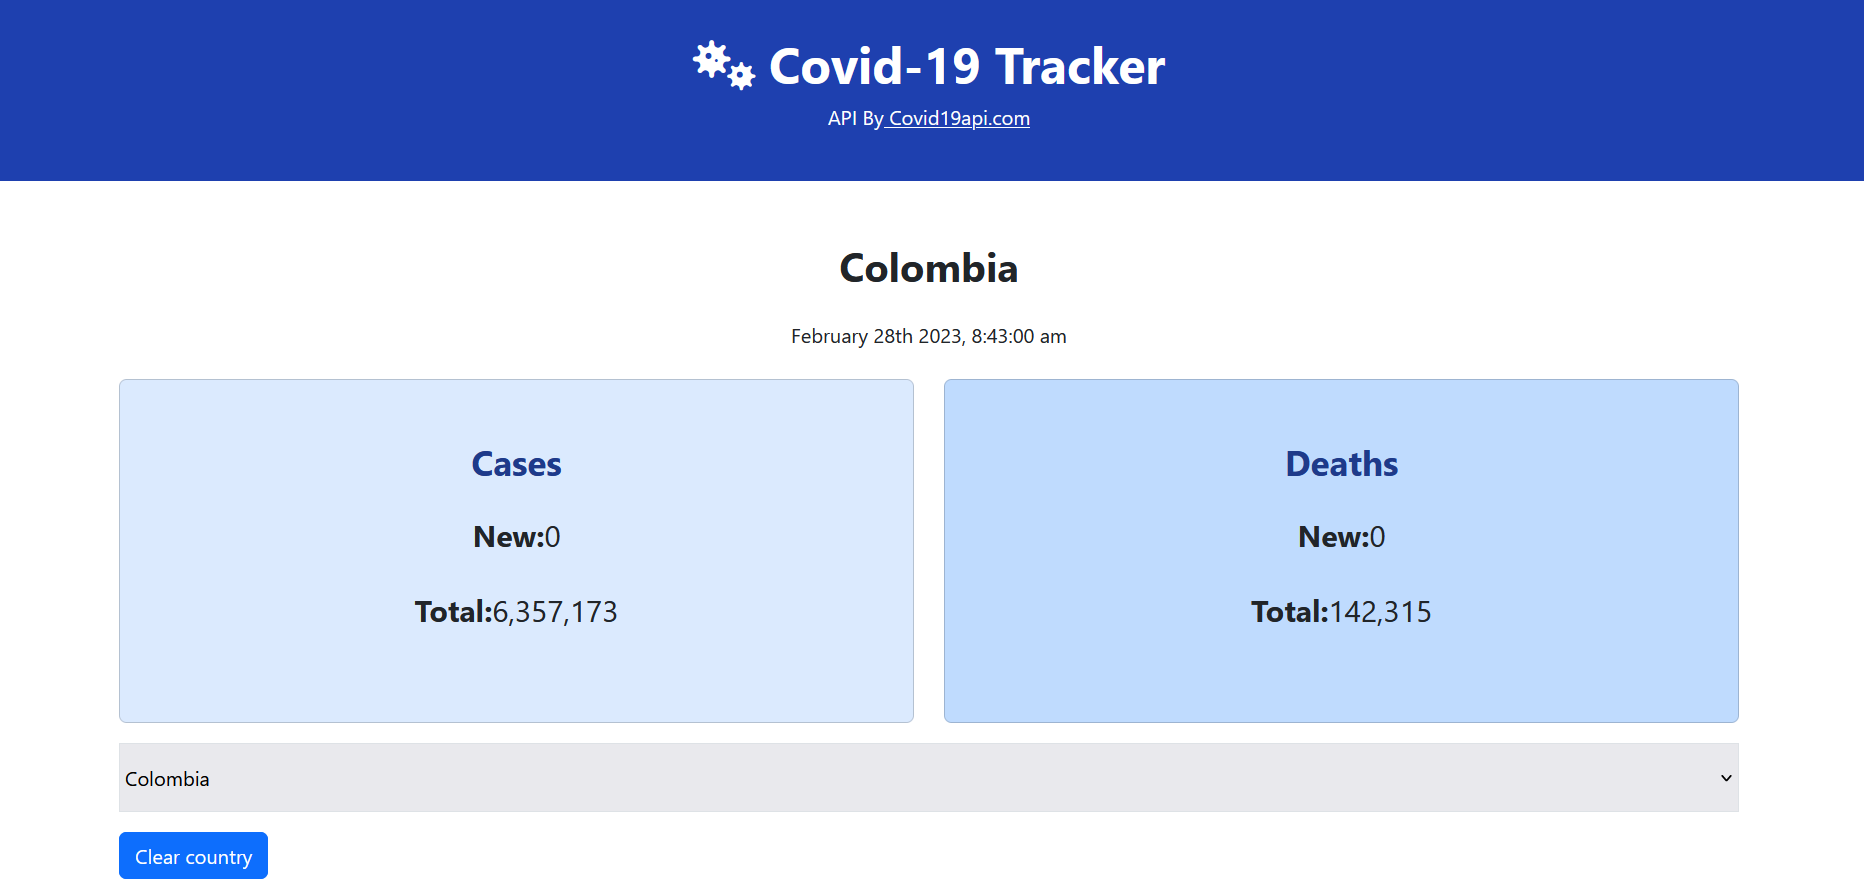 Covid-19 Tracker
API By Covid19api.com
Colombia
February 28th 2023, 8:43:00 am
Cases
New:0
Total:6,357,173
Deaths
New:0
Total:142,315
Colombia
Clear country